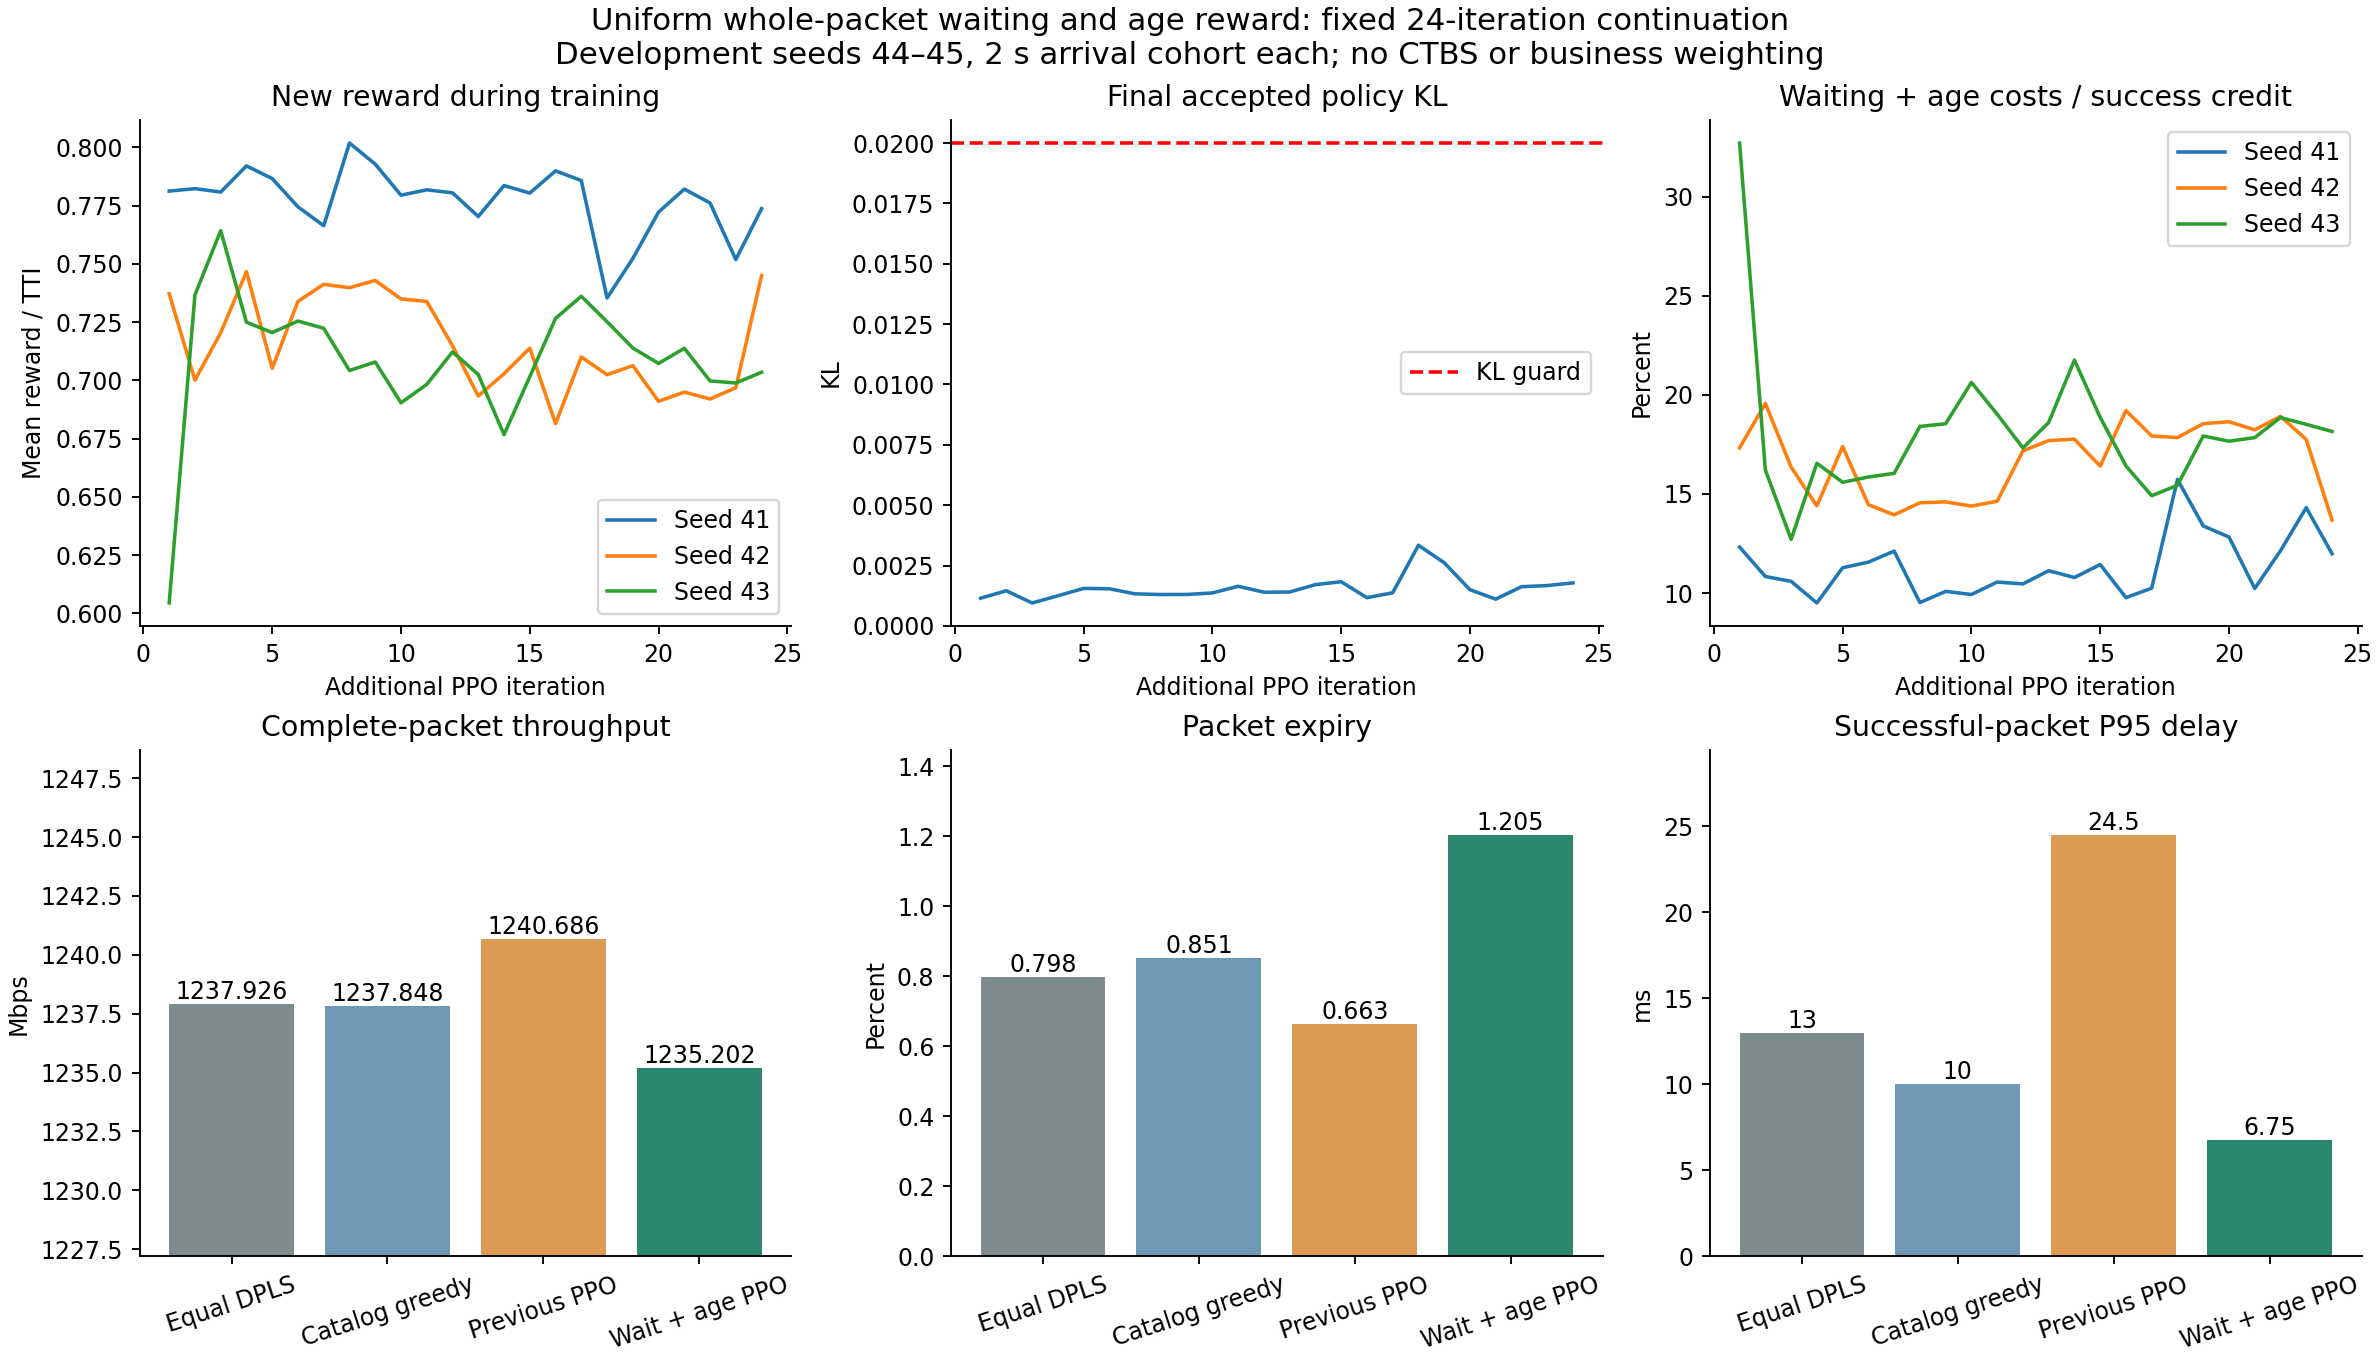 Uniform whole-packet waiting and age reward: fixed 24-iteration continuation
Development seeds 44–45, 2 s arrival cohort each; no CTBS or business weighting
New reward during training
Mean reward / TTI
0.800
0.775
0.750
0.725
0.700
0.675
0.650
0.625
0.600
Seed 41
Seed 42
Seed 43
0
5
10
15
20
25
Additional PPO iteration
Final accepted policy KL
KL
0.0200
0.0175
0.0150
0.0125
0.0100
0.0075
0.0050
0.0025
0.0000
KL guard
0
5
10
15
20
25
Additional PPO iteration
Waiting + age costs / success credit
Percent
30
25
20
15
10
Seed 41
Seed 42
Seed 43
0
5
10
15
20
25
Additional PPO iteration
Complete-packet throughput
Mbps
1247.5
1245.0
1242.5
1240.0
1237.5
1235.0
1232.5
1230.0
1227.5
1237.926
1237.848
1240.686
1235.202
Equal DPLS
Catalog greedy
Previous PPO
Wait + age PPO
Packet expiry
Percent
1.4
1.2
1.0
0.8
0.6
0.4
0.2
0.0
0.798
0.851
0.663
1.205
Equal DPLS
Catalog greedy
Previous PPO
Wait + age PPO
Successful-packet P95 delay
ms
25
20
15
10
5
0
13
10
24.5
6.75
Equal DPLS
Catalog greedy
Previous PPO
Wait + age PPO